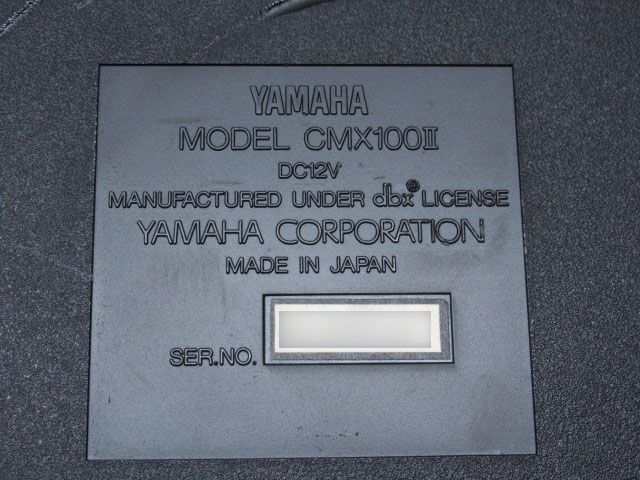 YAMAHA
MODEL CMX100II
DC12V
MANUFACTURED UNDER dbx® LICENSE
YAMAHA CORPORATION
MADE IN JAPAN
SER.NO.